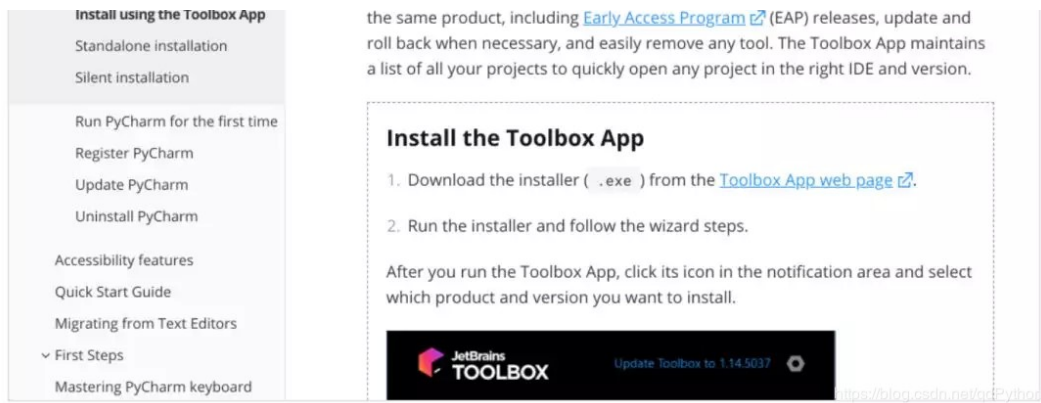 Install using the Toolbox App
Standalone installation
Silent installation
Run PyCharm for the first time
Register PyCharm
Update PyCharm
Uninstall PyCharm
Accessibility features
Quick Start Guide
Migrating from Text Editors
First Steps
Mastering PyCharm keyboard
the same product, including Early Access Program (EAP) releases, update and
roll back when necessary, and easily remove any tool. The Toolbox App maintains
a list of all your projects to quickly open any project in the right IDE and version.
Install the Toolbox App
1. Download the installer ( .exe ) from the Toolbox App web page.
2. Run the installer and follow the wizard steps.
After you run the Toolbox App, click its icon in the notification area and select
which product and version you want to install.
JetBrains
TOOLBOX
Update Toolbox to 1.14.5037
https://blog.csdn.net/qdPython